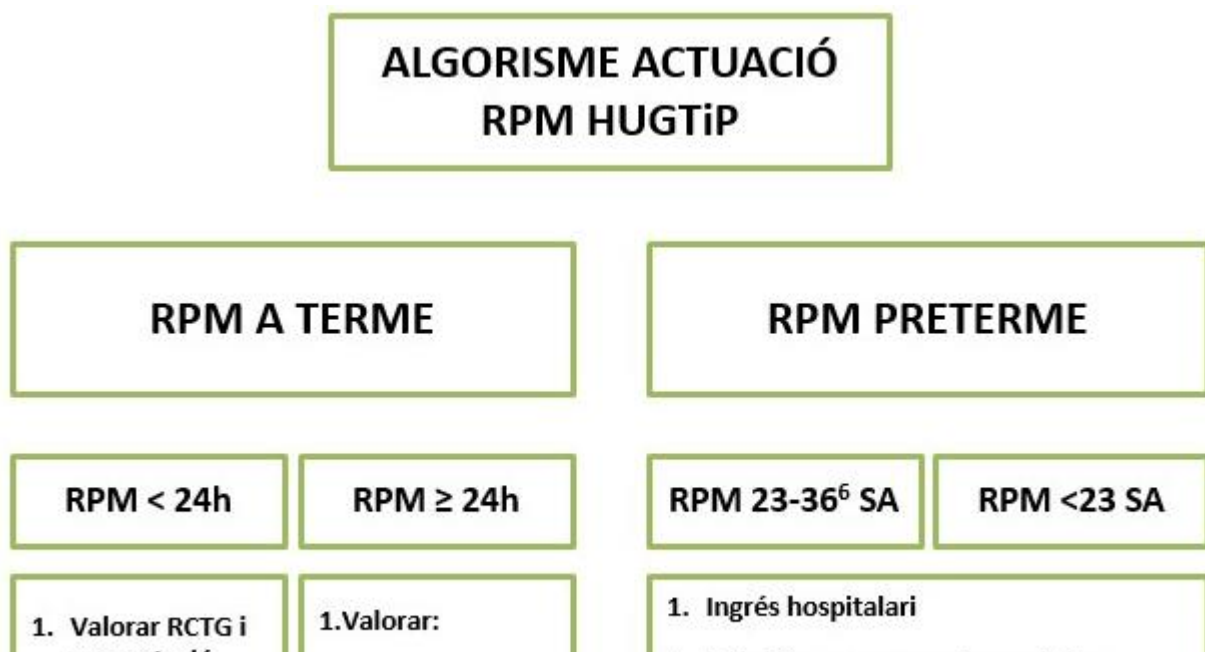 ALGORISME ACTUACIÓ
RPM HUGTiP
RPM A TERME
RPM PRETERME
RPM < 24h
RPM ≥ 24h
RPM 23-36⁶ SA
RPM <23 SA
1. Valorar RCTG i
1.Valorar:
1. Ingrés hospitalari